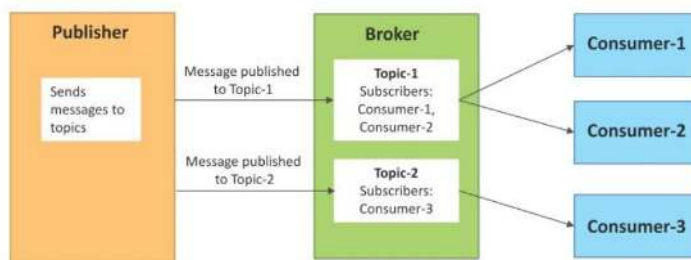 Publisher
Sends
messages to
topics
Message published
to Topic-1
Message published
to Topic-2
Broker
Topic-1
Subscribers:
Consumer-1,
Consumer-2
Topic-2
Subscribers:
Consumer-3
Consumer-1
Consumer-2
Consumer-3